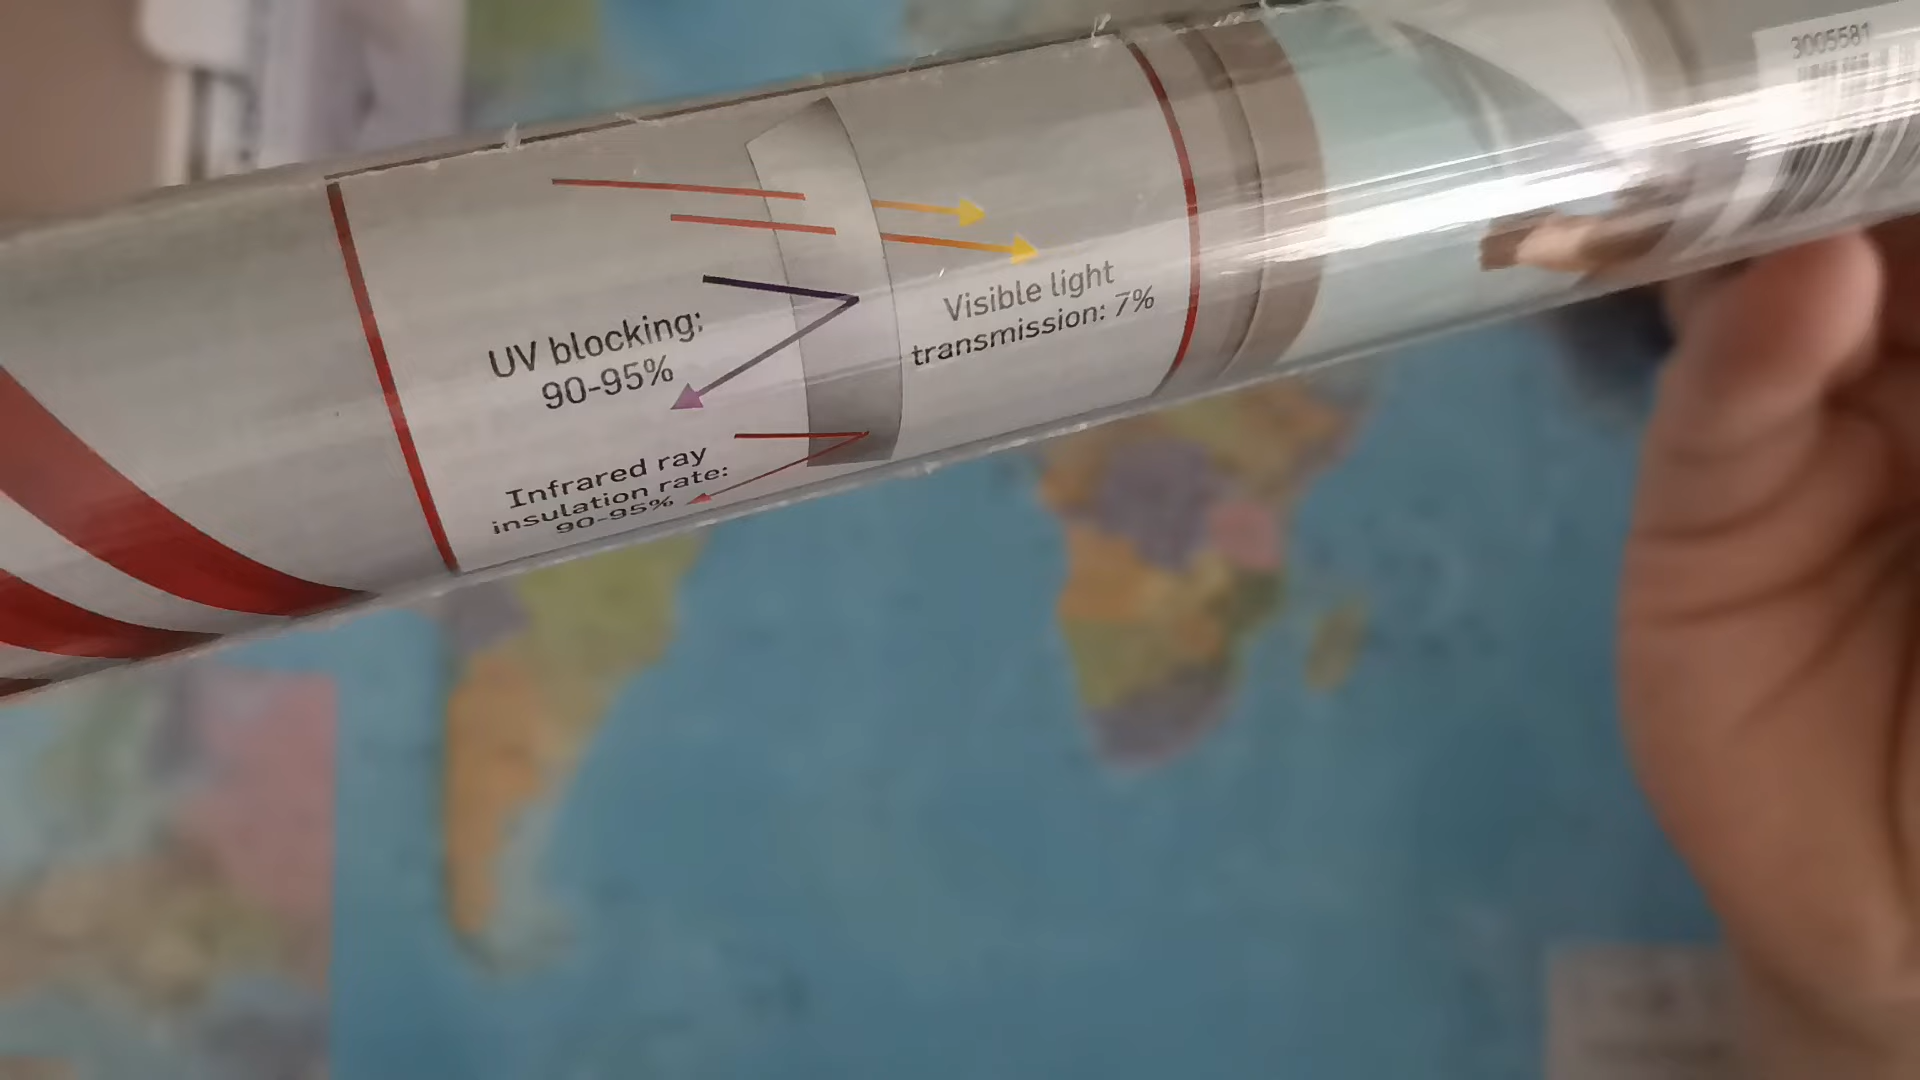 3005581
UV blocking:
90-95%
Visible light
transmission: 7%
Infrared ray
insulation rate:
90-95%